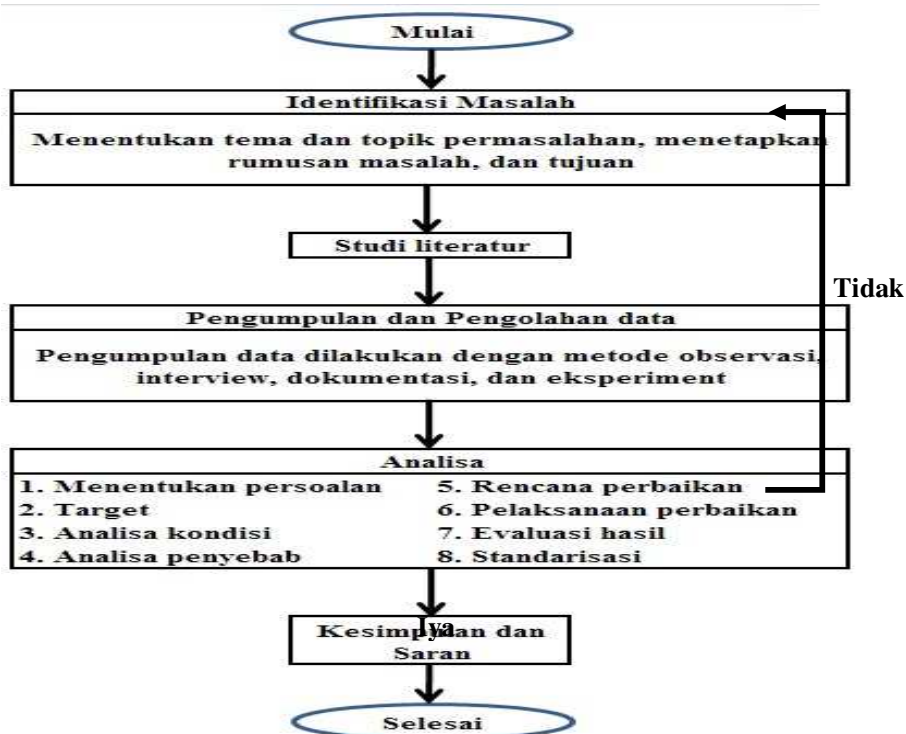 Mulai
Identifikasi Masalah
Menentukan tema dan topik permasalahan, menetapkan
rumusan masalah, dan tujuan
Studi literatur
Tidak
Pengumpulan dan Pengolahan data
Pengumpulan data dilakukan dengan metode observasi,
interview, dokumentasi, dan eksperiment
Analisa
1. Menentukan persoalan
2. Target
3. Analisa kondisi
4. Analisa penyebab
5. Rencana perbaikan
6. Pelaksanaan perbaikan
7. Evaluasi hasil
8. Standarisasi
Iya
Kesimpulan dan
Saran
Selesai